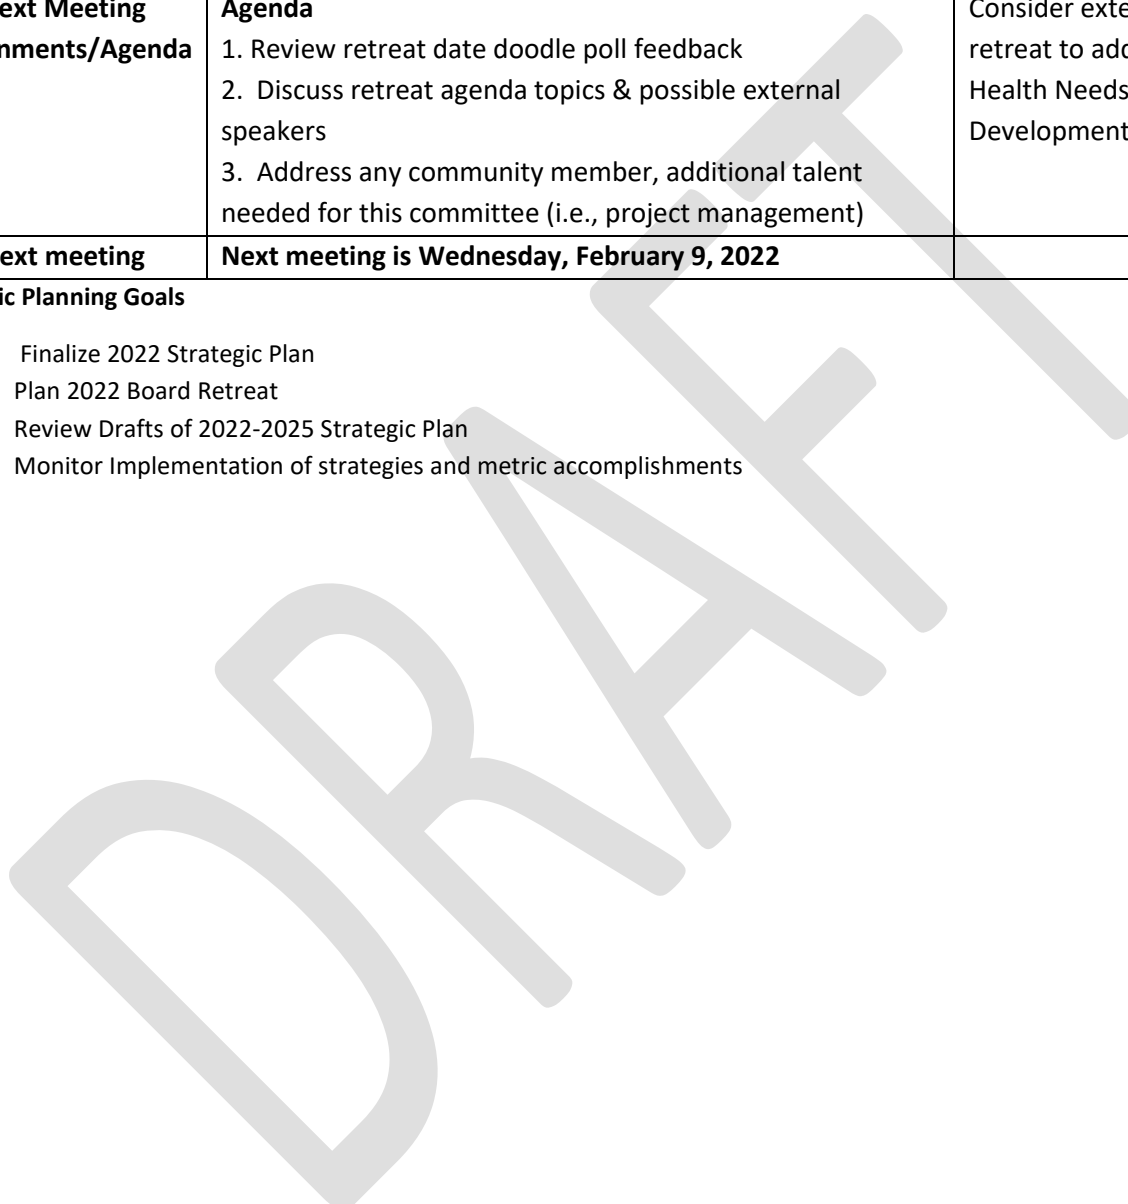 ext Meeting
nments/Agenda
Agenda
1. Review retreat date doodle poll feedback
2. Discuss retreat agenda topics & possible external
speakers
3. Address any community member, additional talent
needed for this committee (i.e., project management)
Consider exte
retreat to add
Health Needs
Development
ext meeting
Next meeting is Wednesday, February 9, 2022
ic Planning Goals
Finalize 2022 Strategic Plan
Plan 2022 Board Retreat
Review Drafts of 2022-2025 Strategic Plan
Monitor Implementation of strategies and metric accomplishments
DRAFT